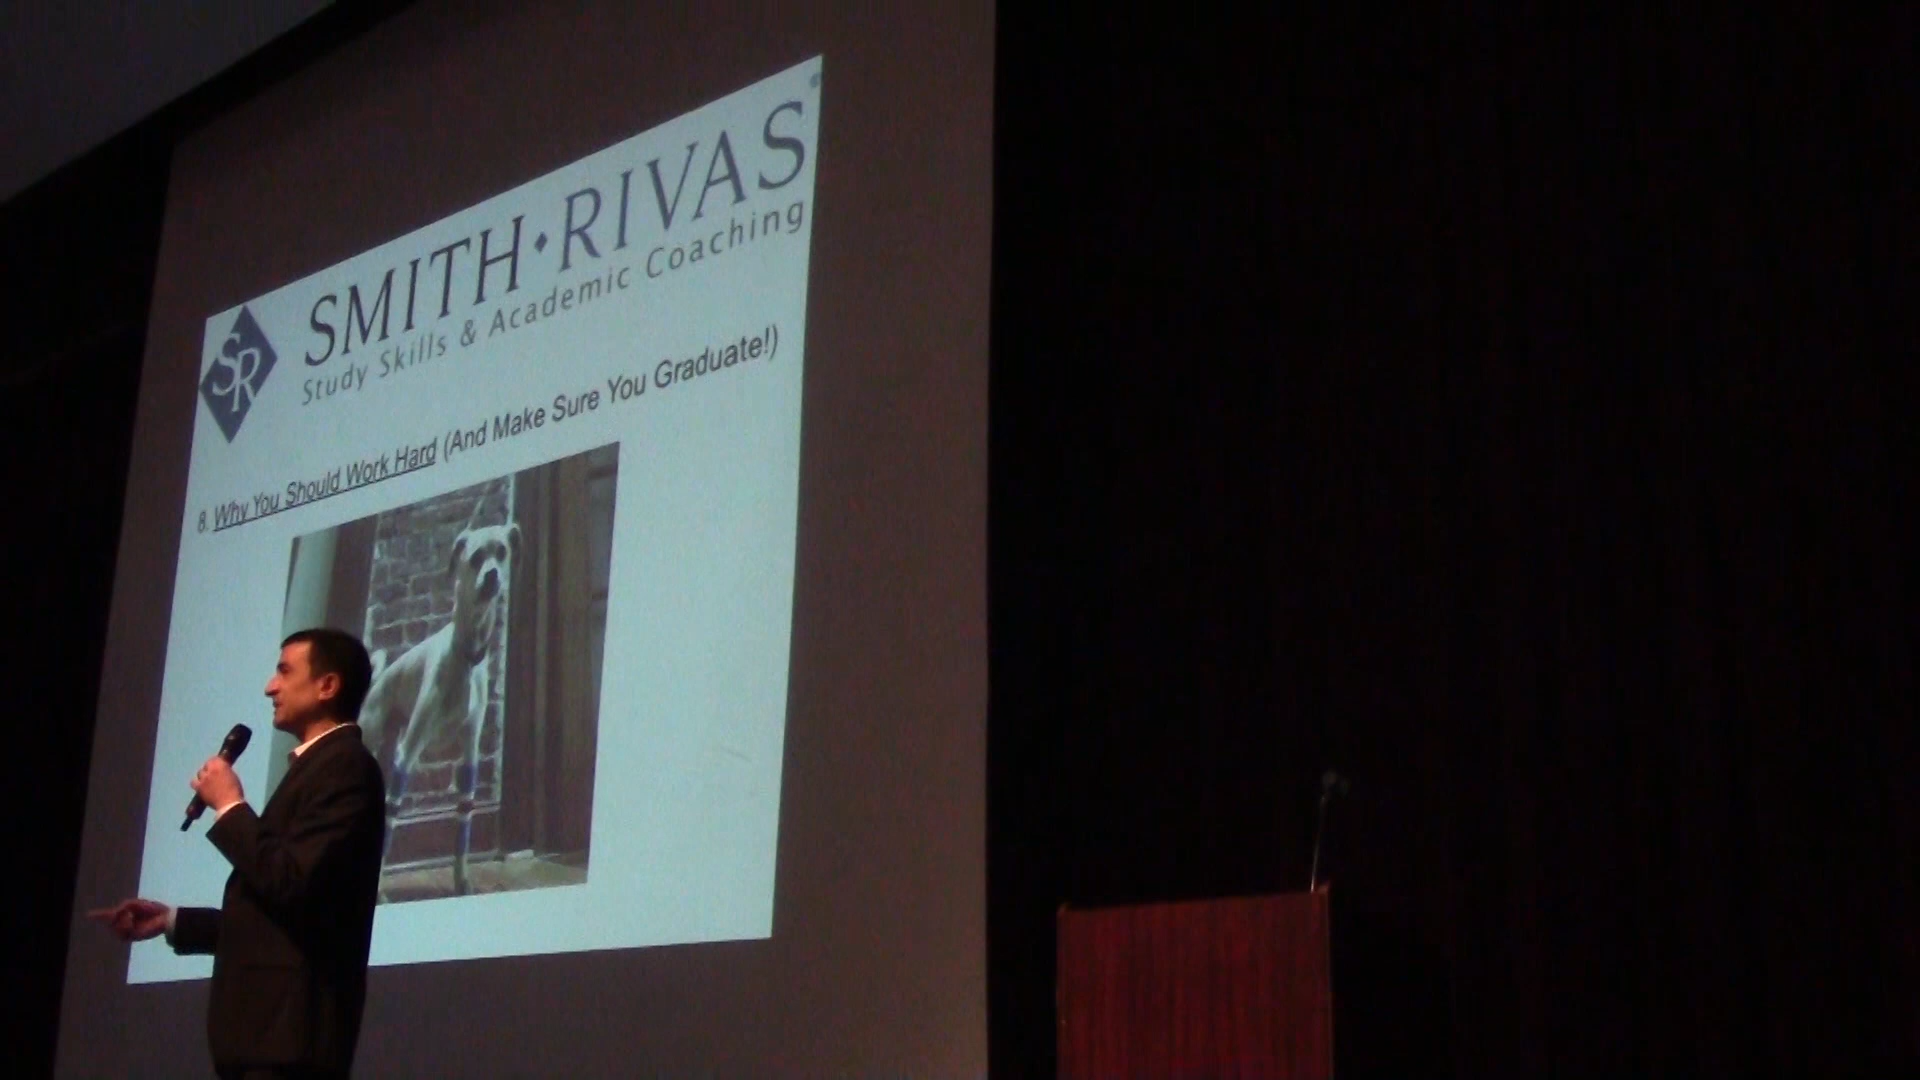 SR
SMITH·RIVAS
Study Skills & Academic Coaching
8. Why You Should Work Hard (And Make Sure You Graduate!)